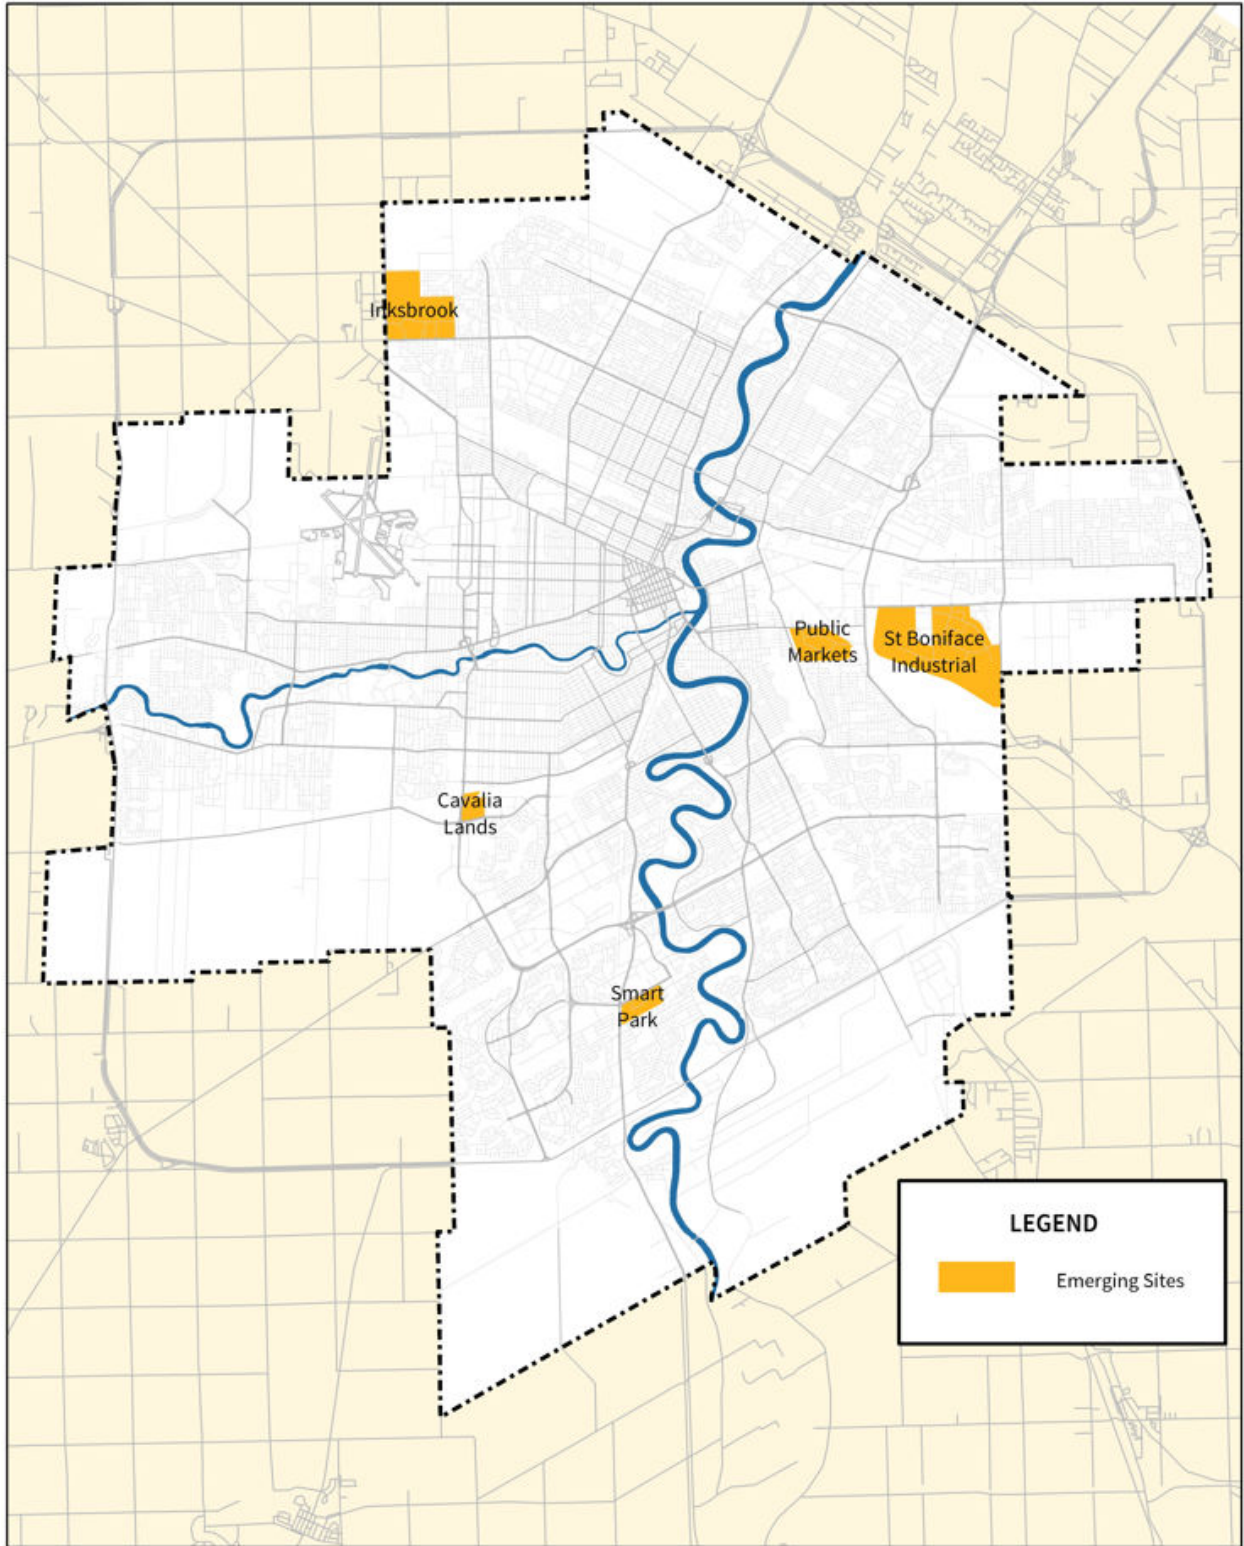 Inksbrook
Public
Markets
St Boniface
Industrial
Cavalia
Lands
Smart
Park
LEGEND
Emerging Sites